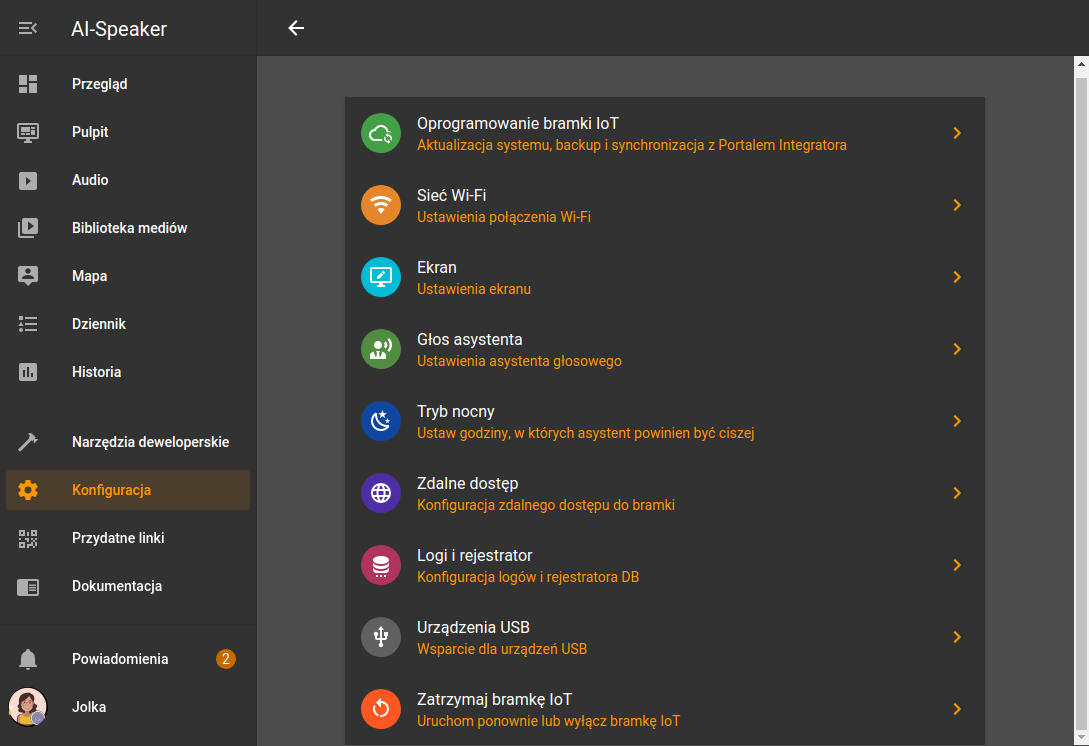 AI-Speaker
Przegląd
Pulpit
Audio
Biblioteka mediów
Mapa
Dziennik
Historia
Narzędzia deweloperskie
Konfiguracja
Przydatne linki
Dokumentacja
Powiadomienia 2
Jolka
Oprogramowanie bramki IoT
Aktualizacja systemu, backup i synchronizacja z Portalem Integratora
Sieć Wi-Fi
Ustawienia połączenia Wi-Fi
Ekran
Ustawienia ekranu
Głos asystenta
Ustawienia asystenta głosowego
Tryb nocny
Ustaw godziny, w których asystent powinien być ciszej
Zdalne dostęp
Konfiguracja zdalnego dostępu do bramki
Logi i rejestrator
Konfiguracja logów i rejestratora DB
Urządzenia USB
Wsparcie dla urządzeń USB
Zatrzymaj bramkę IoT
Uruchom ponownie lub wyłącz bramkę IoT